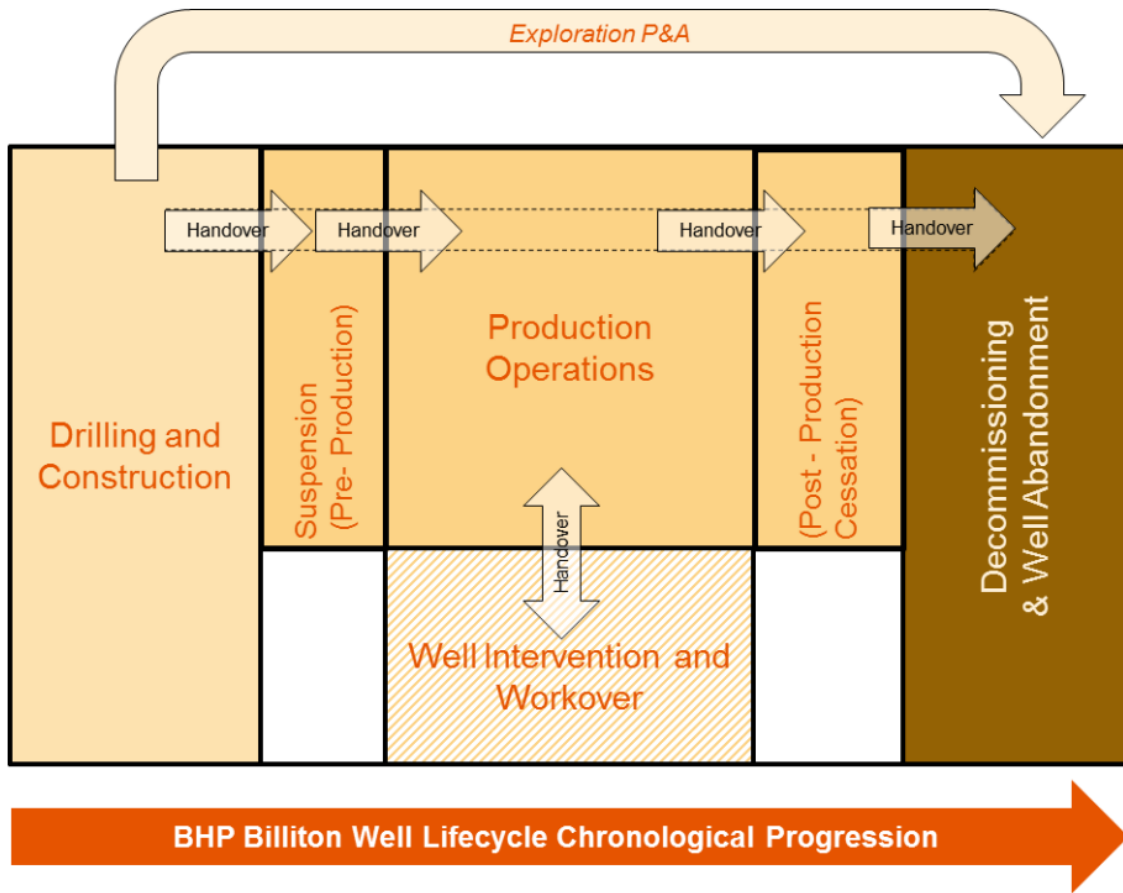 Exploration P&A
Handover
Handover
Handover
Handover
Drilling and
Construction
Suspension
(Pre- Production)
Production
Operations
(Post - Production
Cessation)
Decommissioning
& Well Abandonment
Handover
Well Intervention and
Workover
BHP Billiton Well Lifecycle Chronological Progression